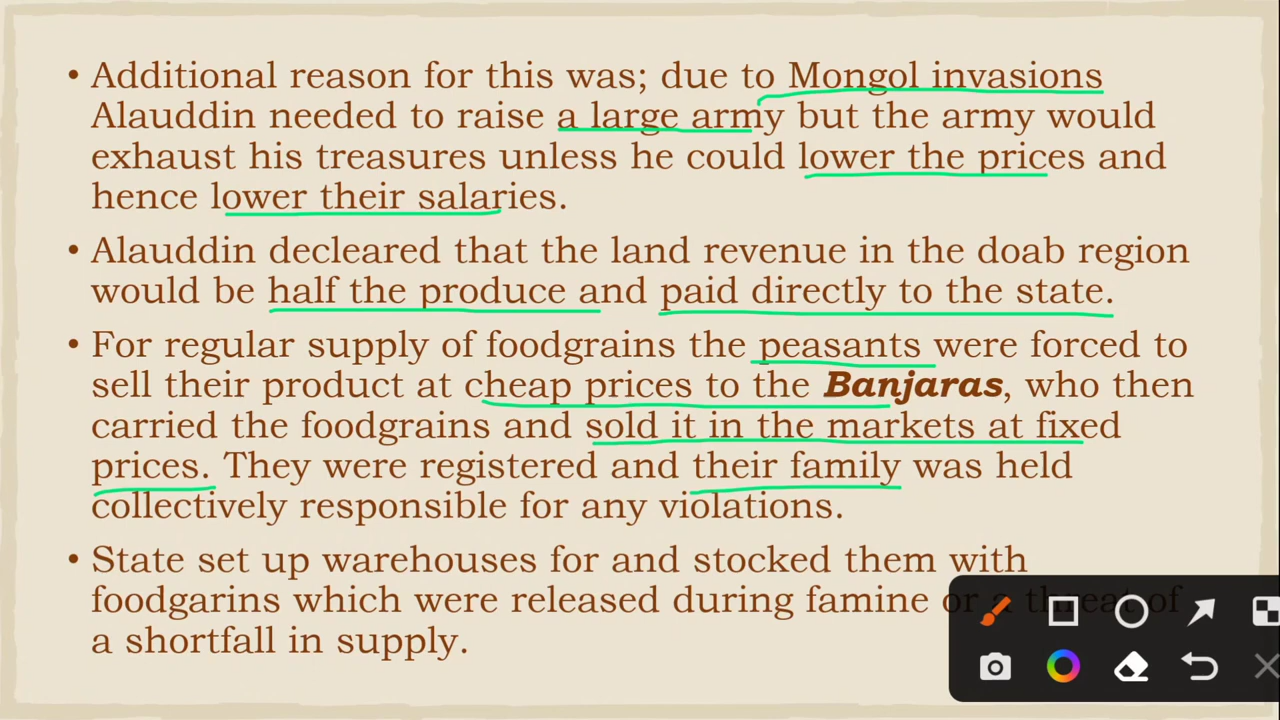 • Additional reason for this was; due to Mongol invasions
Alauddin needed to raise a large army but the army would
exhaust his treasures unless he could lower the prices and
hence lower their salaries.
• Alauddin decleared that the land revenue in the doab region
would be half the produce and paid directly to the state.
• For regular supply of foodgrains the peasants were forced to
sell their product at cheap prices to the Banjaras, who then
carried the foodgrains and sold it in the markets at fixed
prices. They were registered and their family was held
collectively responsible for any violations.
• State set up warehouses for and stocked them with
foodgarins which were released during famine or a threat of
a shortfall in supply.